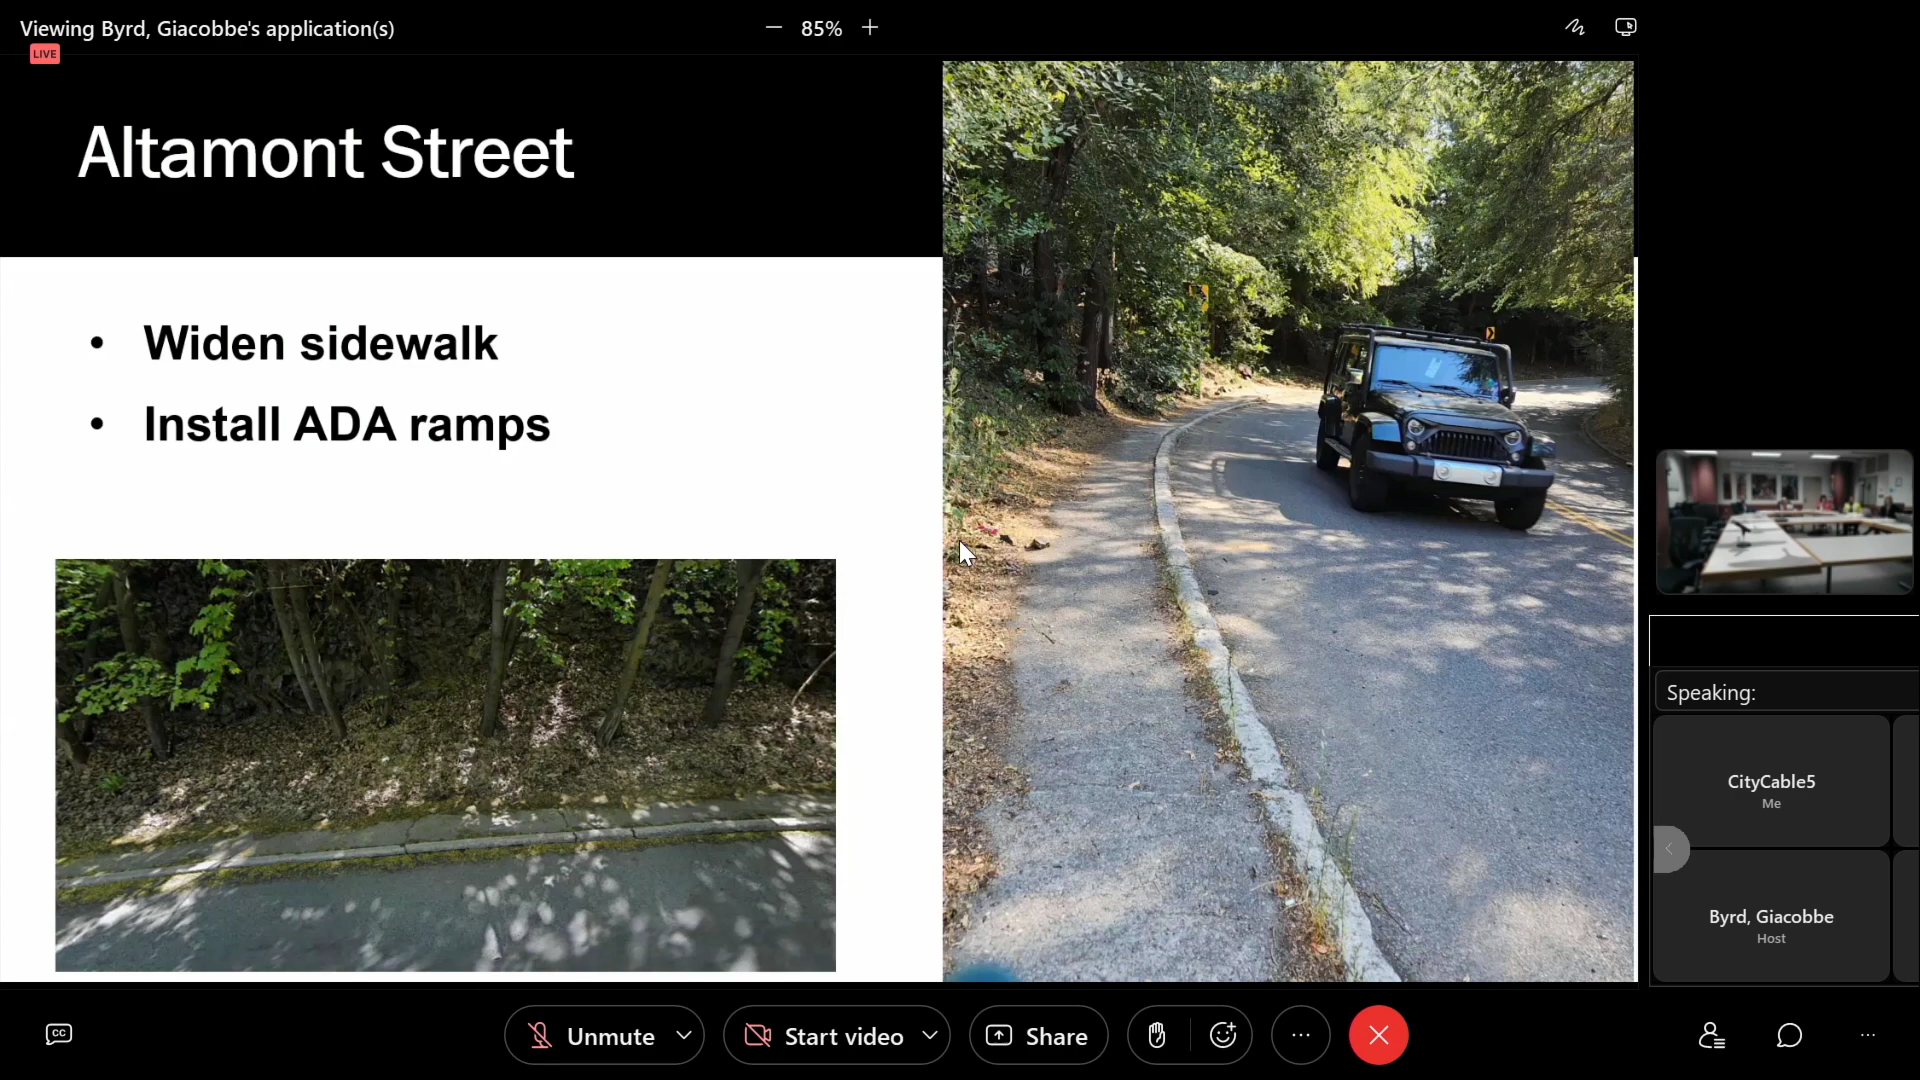 Viewing Byrd, Giacobbe's application(s)
85%
LIVE
Altamont Street
• Widen sidewalk
• Install ADA ramps
Speaking:
CityCable5
Me
Byrd, Giacobbe
Host
CC
Unmute
Start video
Share